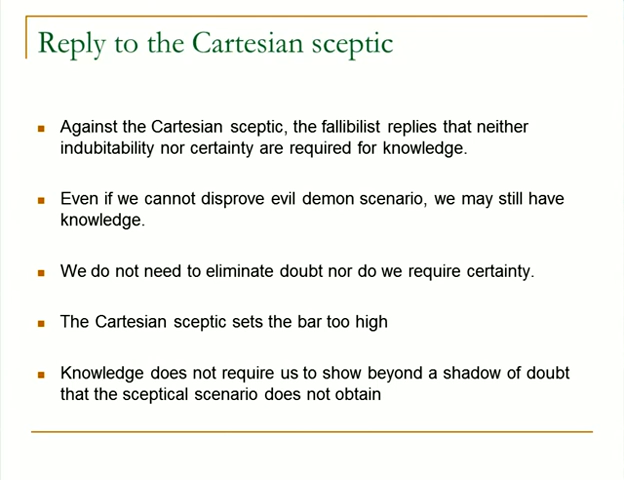 Reply to the Cartesian sceptic
Against the Cartesian sceptic, the fallibilist replies that neither
indubitability nor certainty are required for knowledge.
Even if we cannot disprove evil demon scenario, we may still have
knowledge.
We do not need to eliminate doubt nor do we require certainty.
The Cartesian sceptic sets the bar too high
Knowledge does not require us to show beyond a shadow of doubt
that the sceptical scenario does not obtain